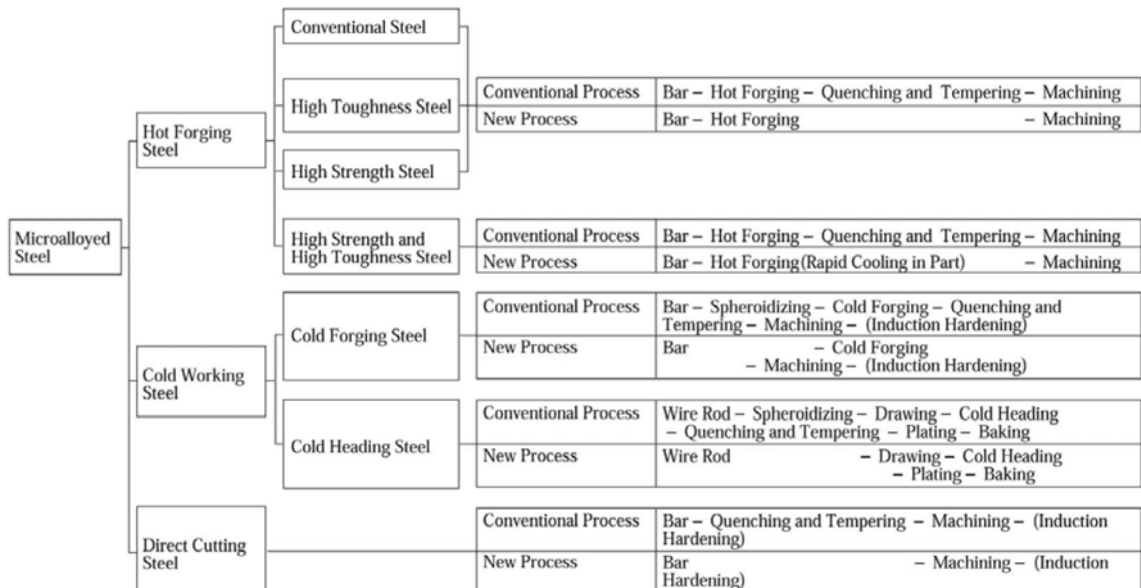 Conventional Steel
High Toughness Steel
Conventional Process
Bar – Hot Forging – Quenching and Tempering – Machining
New Process
Bar – Hot Forging – Machining
Hot Forging
Steel
High Strength Steel
Microalloyed
Steel
High Strength and
High Toughness Steel
Conventional Process
Bar – Hot Forging – Quenching and Tempering – Machining
New Process
Bar – Hot Forging(Rapid Cooling in Part) – Machining
Cold Working
Steel
Cold Forging Steel
Conventional Process
Bar – Spheroidizing – Cold Forging – Quenching and
Tempering – Machining – (Induction Hardening)
New Process
Bar – Cold Forging
– Machining – (Induction Hardening)
Cold Heading Steel
Conventional Process
Wire Rod – Spheroidizing – Drawing – Cold Heading
– Quenching and Tempering – Plating – Baking
New Process
Wire Rod – Drawing – Cold Heading
– Plating – Baking
Direct Cutting
Steel
Conventional Process
Bar – Quenching and Tempering – Machining – (Induction
Hardening)
New Process
Bar – Machining – (Induction
Hardening)